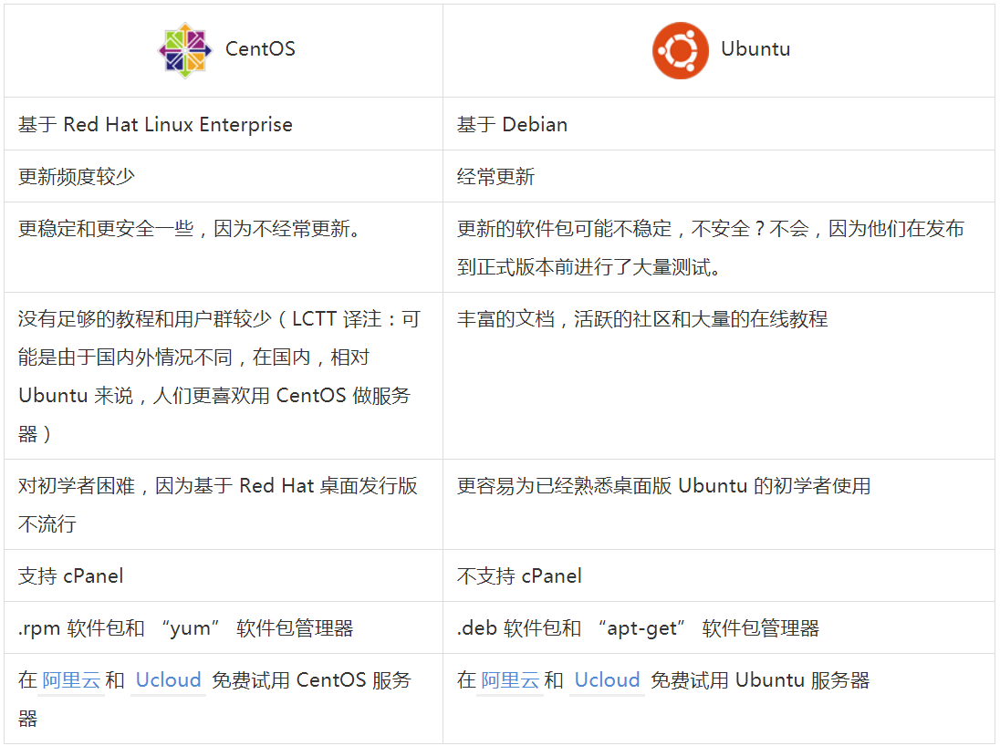 CentOS
Ubuntu
基于 Red Hat Linux Enterprise
基于 Debian
更新频度较少
经常更新
更稳定和更安全一些，因为不经常更新。
更新的软件包可能不稳定，不安全？不会，因为他们在发布
到正式版本前进行了大量测试。
没有足够的教程和用户群较少（LCTT 译注：可
能是由于国内外情况不同，在国内，相对
Ubuntu 来说，人们更喜欢用 CentOS 做服务
器）
丰富的文档，活跃的社区和大量的在线教程
对初学者困难，因为基于 Red Hat 桌面发行版
不流行
更容易为已经熟悉桌面版 Ubuntu 的初学者使用
支持 cPanel
不支持 cPanel
.rpm 软件包和 “yum” 软件包管理器
.deb 软件包和 “apt-get” 软件包管理器
在 阿里云 和 Ucloud 免费试用 CentOS 服务
器
在 阿里云 和 Ucloud 免费试用 Ubuntu 服务器